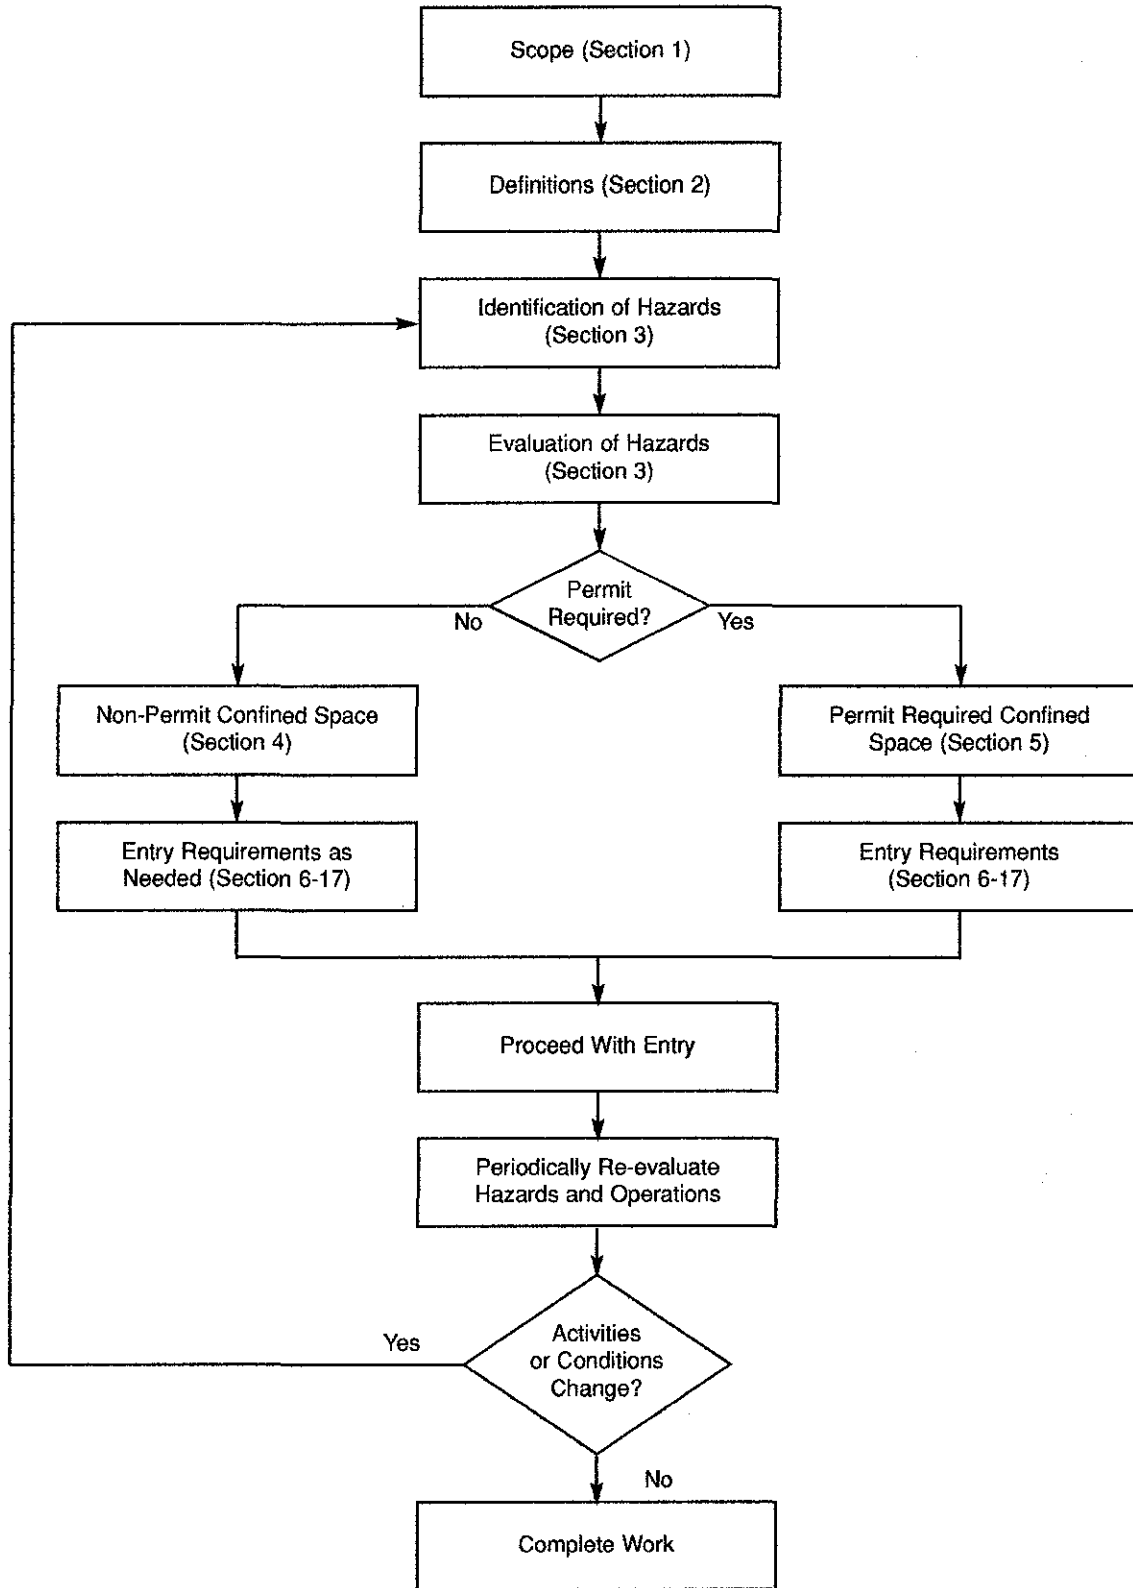 Scope (Section 1)
Definitions (Section 2)
Identification of Hazards
(Section 3)
Evaluation of Hazards
(Section 3)
Permit
Required?
No
Yes
Non-Permit Confined Space
(Section 4)
Permit Required Confined
Space (Section 5)
Entry Requirements as
Needed (Section 6-17)
Entry Requirements
(Section 6-17)
Proceed With Entry
Periodically Re-evaluate
Hazards and Operations
Activities
or Conditions
Change?
Yes
No
Complete Work